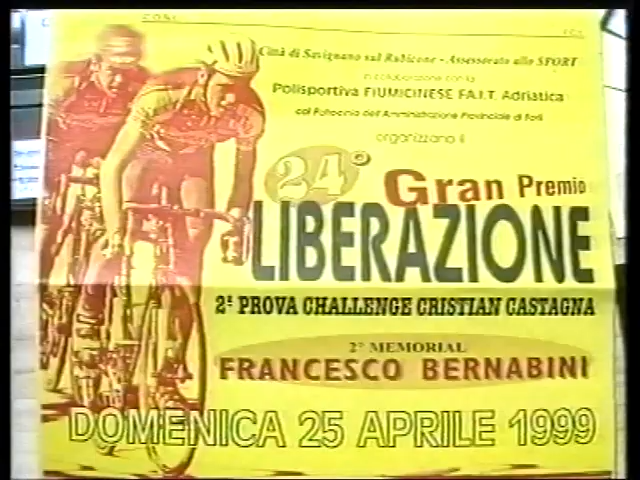 Città di Savignano sul Rubicone - Assessorato allo SPORT
in collaborazione con la
Polisportiva FIUMICINESE F.A.I.T. Adriatica
col Patrocinio dell'Amministrazione Provinciale di Forlì
organizzano il
24° Gran Premio
LIBERAZIONE
2ª PROVA CHALLENGE CRISTIAN CASTAGNA
2° MEMORIAL
FRANCESCO BERNABINI
DOMENICA 25 APRILE 1999